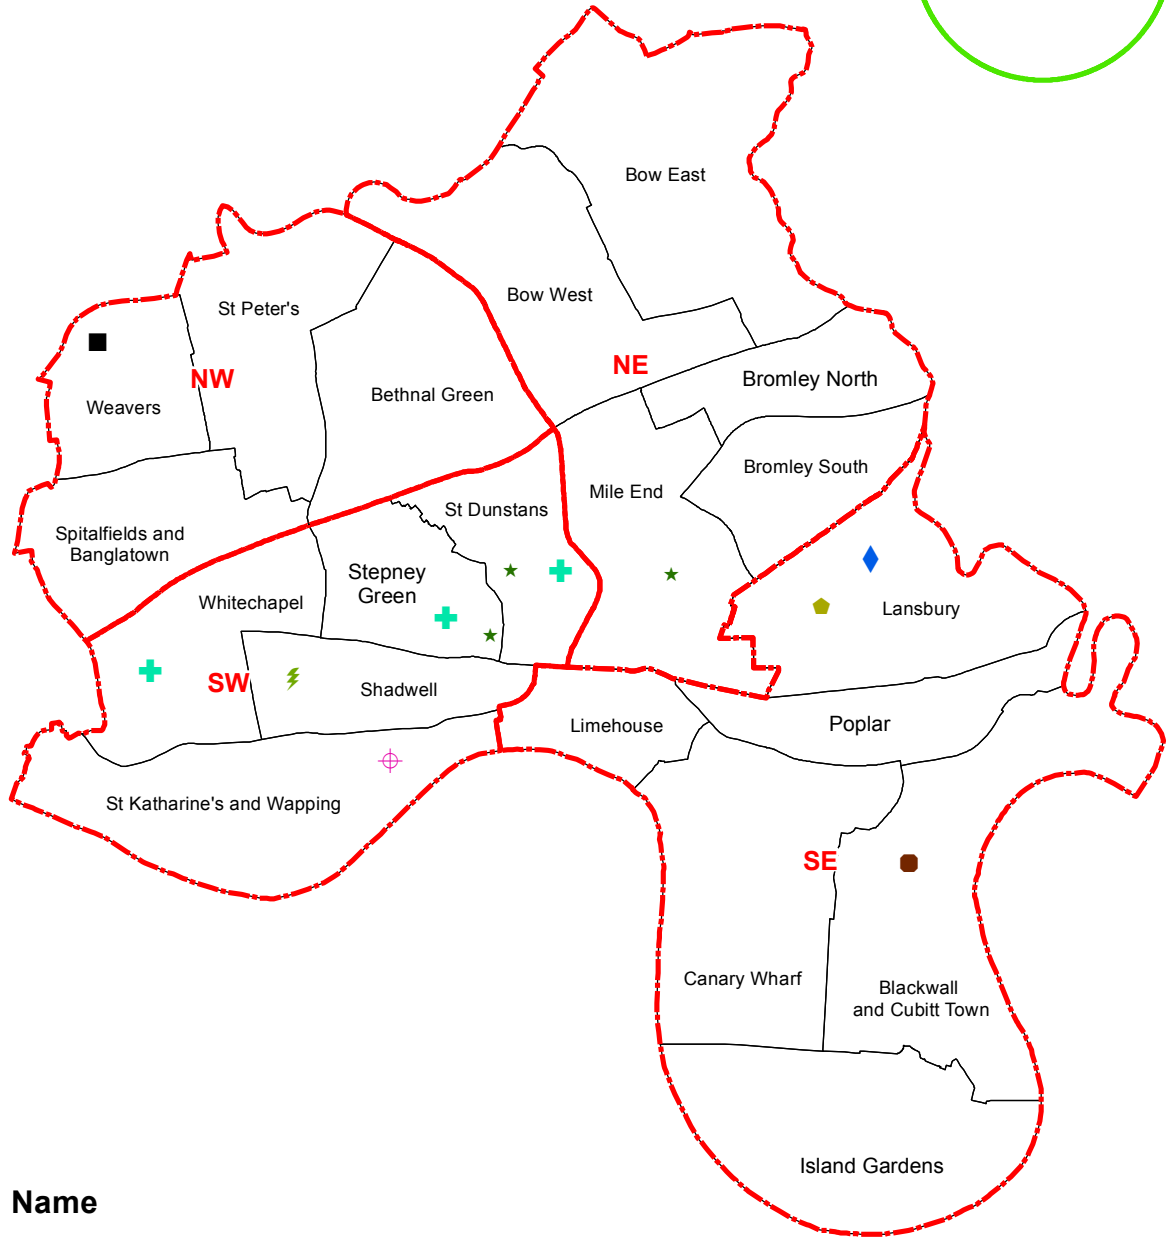 Bow East
Bow West
St Peter's
NE
NW
Bromley North
Bethnal Green
Weavers
Bromley South
Mile End
St Dunstans
Spitalfields and
Banglatown
Stepney
Green
Whitechapel
Lansbury
SW
Shadwell
Limehouse
Poplar
St Katharine's and Wapping
SE
Canary Wharf
Blackwall
and Cubitt Town
Island Gardens
Name